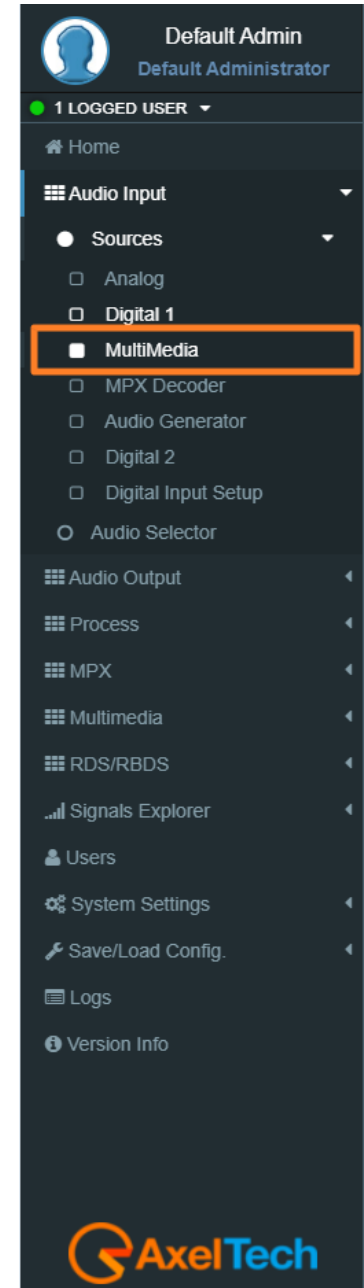 Default Admin
Default Administrator
1 LOGGED USER
Home
Audio Input
Sources
Analog
Digital 1
MultiMedia
MPX Decoder
Audio Generator
Digital 2
Digital Input Setup
Audio Selector
Audio Output
Process
MPX
Multimedia
RDS/RBDS
Signals Explorer
Users
System Settings
Save/Load Config.
Logs
Version Info
AxelTech